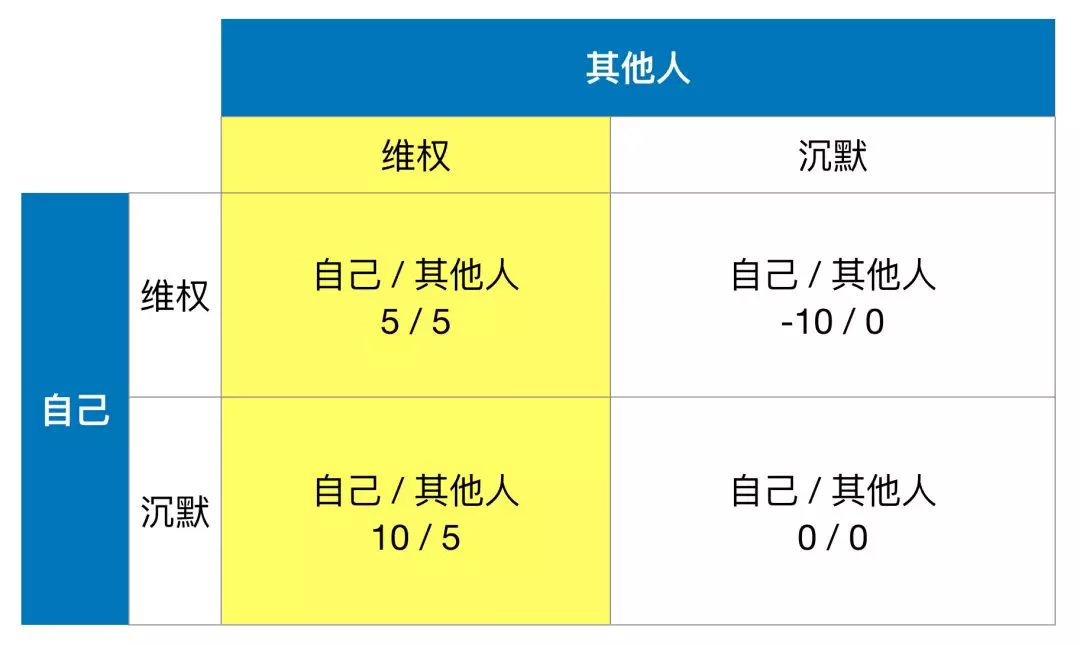 其他人
维权
沉默
自己
维权
自己 / 其他人
5 / 5
自己 / 其他人
-10 / 0
沉默
自己 / 其他人
10 / 5
自己 / 其他人
0 / 0